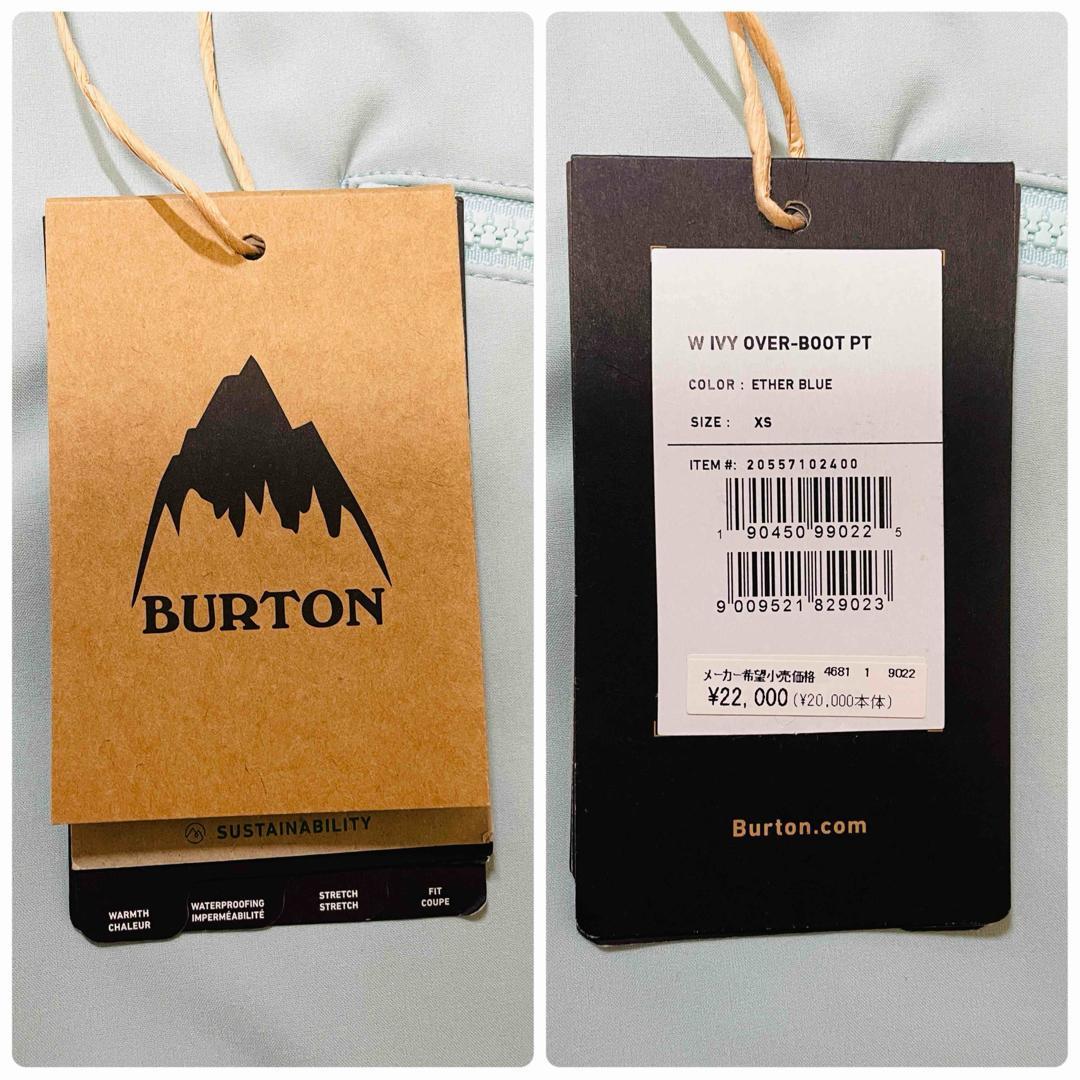 BURTON
SUSTAINABILITY
WARMTH
CHALEUR
WATERPROOFING
IMPERMÉABILITÉ
STRETCH
STRETCH
FIT
COUPE
W IVY OVER-BOOT PT
COLOR : ETHER BLUE
SIZE : XS
ITEM #: 20557102400
1 90450 99022 5
9 009521 829023
メーカー希望小売価格 4681 1 9022
¥22,000 (¥20,000本体)
Burton.com